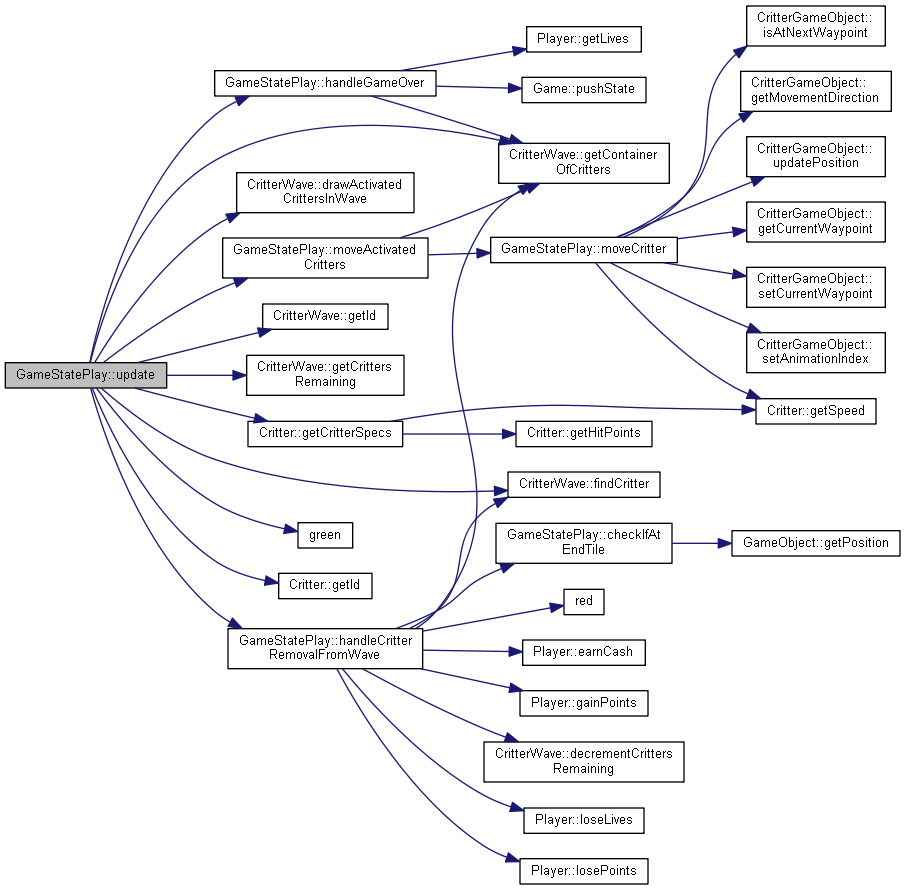 GameStatePlay::update
GameStatePlay::handleGameOver
CritterWave::drawActivated
CrittersInWave
GameStatePlay::moveActivated
Critters
CritterWave::getId
CritterWave::getCritters
Remaining
Critter::getCritterSpecs
green
Critter::getId
GameStatePlay::handleCritter
RemovalFromWave
Player::getLives
Game::pushState
CritterWave::getContainer
OfCritters
GameStatePlay::moveCritter
Critter::getHitPoints
CritterWave::findCritter
GameStatePlay::checkIfAt
EndTile
red
Player::earnCash
Player::gainPoints
CritterWave::decrementCritters
Remaining
Player::loseLives
Player::losePoints
CritterGameObject::
isAtNextWaypoint
CritterGameObject::
getMovementDirection
CritterGameObject::
updatePosition
CritterGameObject::
getCurrentWaypoint
CritterGameObject::
setCurrentWaypoint
CritterGameObject::
setAnimationIndex
Critter::getSpeed
GameObject::getPosition